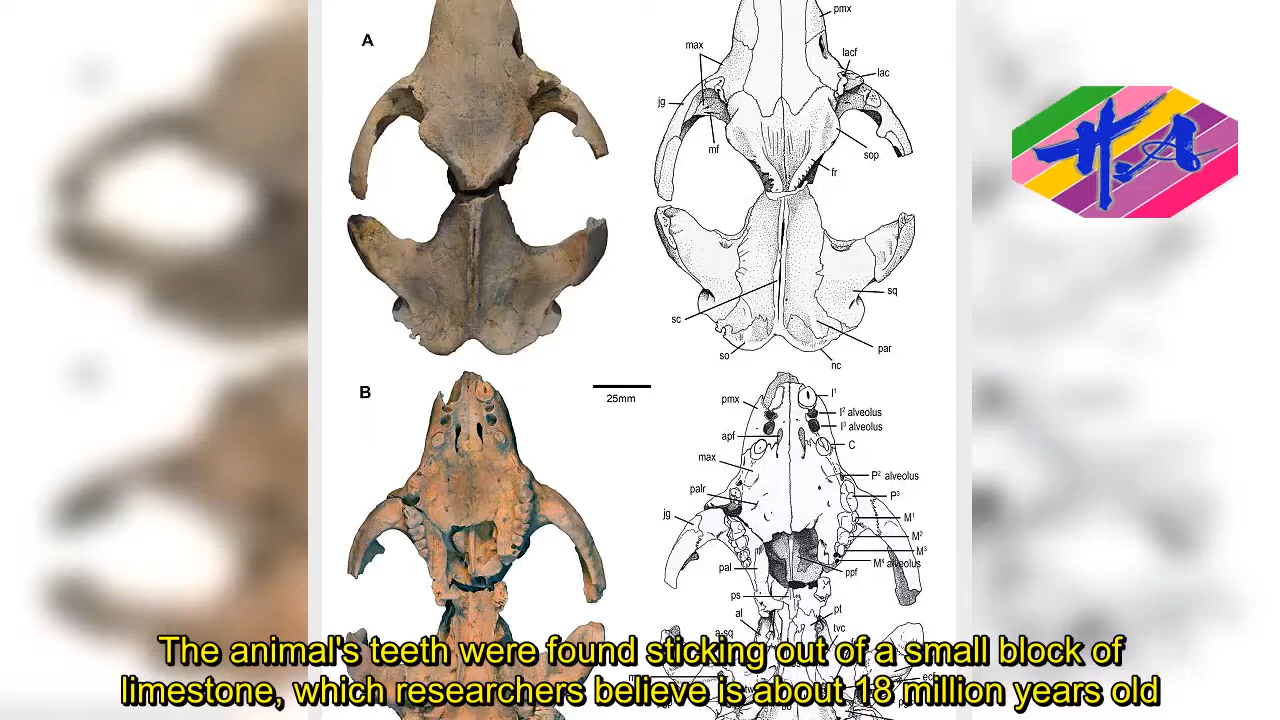 A
pmx
max
lacf
lac
jg
mf
sop
fr
sq
sc
par
so
nc
B
25mm
pmx
I¹
I² alveolus
I³ alveolus
apf
C
max
P² alveolus
palr
P³
jg
M¹
M²
M³
M⁴ alveolus
pal
ppf
ps
al
pt
a-sq
tvc
H.A
The animal's teeth were found sticking out of a small block of
limestone, which researchers believe is about 18 million years old